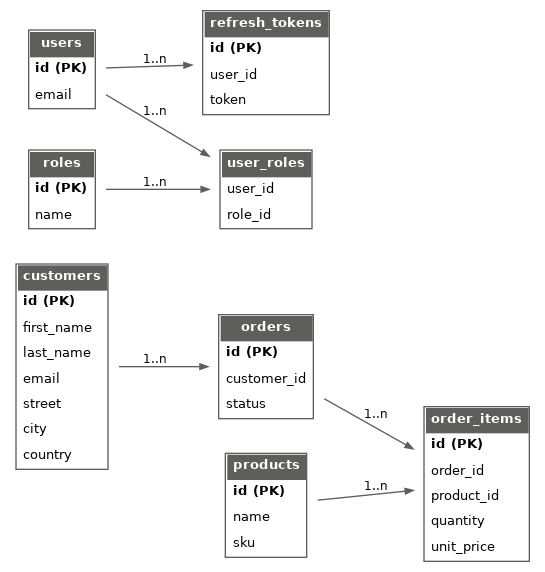 users
id (PK)
email
1..n
1..n
refresh_tokens
id (PK)
user_id
token
roles
id (PK)
name
1..n
user_roles
user_id
role_id
customers
id (PK)
first_name
last_name
email
street
city
country
1..n
orders
id (PK)
customer_id
status
1..n
products
id (PK)
name
sku
1..n
order_items
id (PK)
order_id
product_id
quantity
unit_price